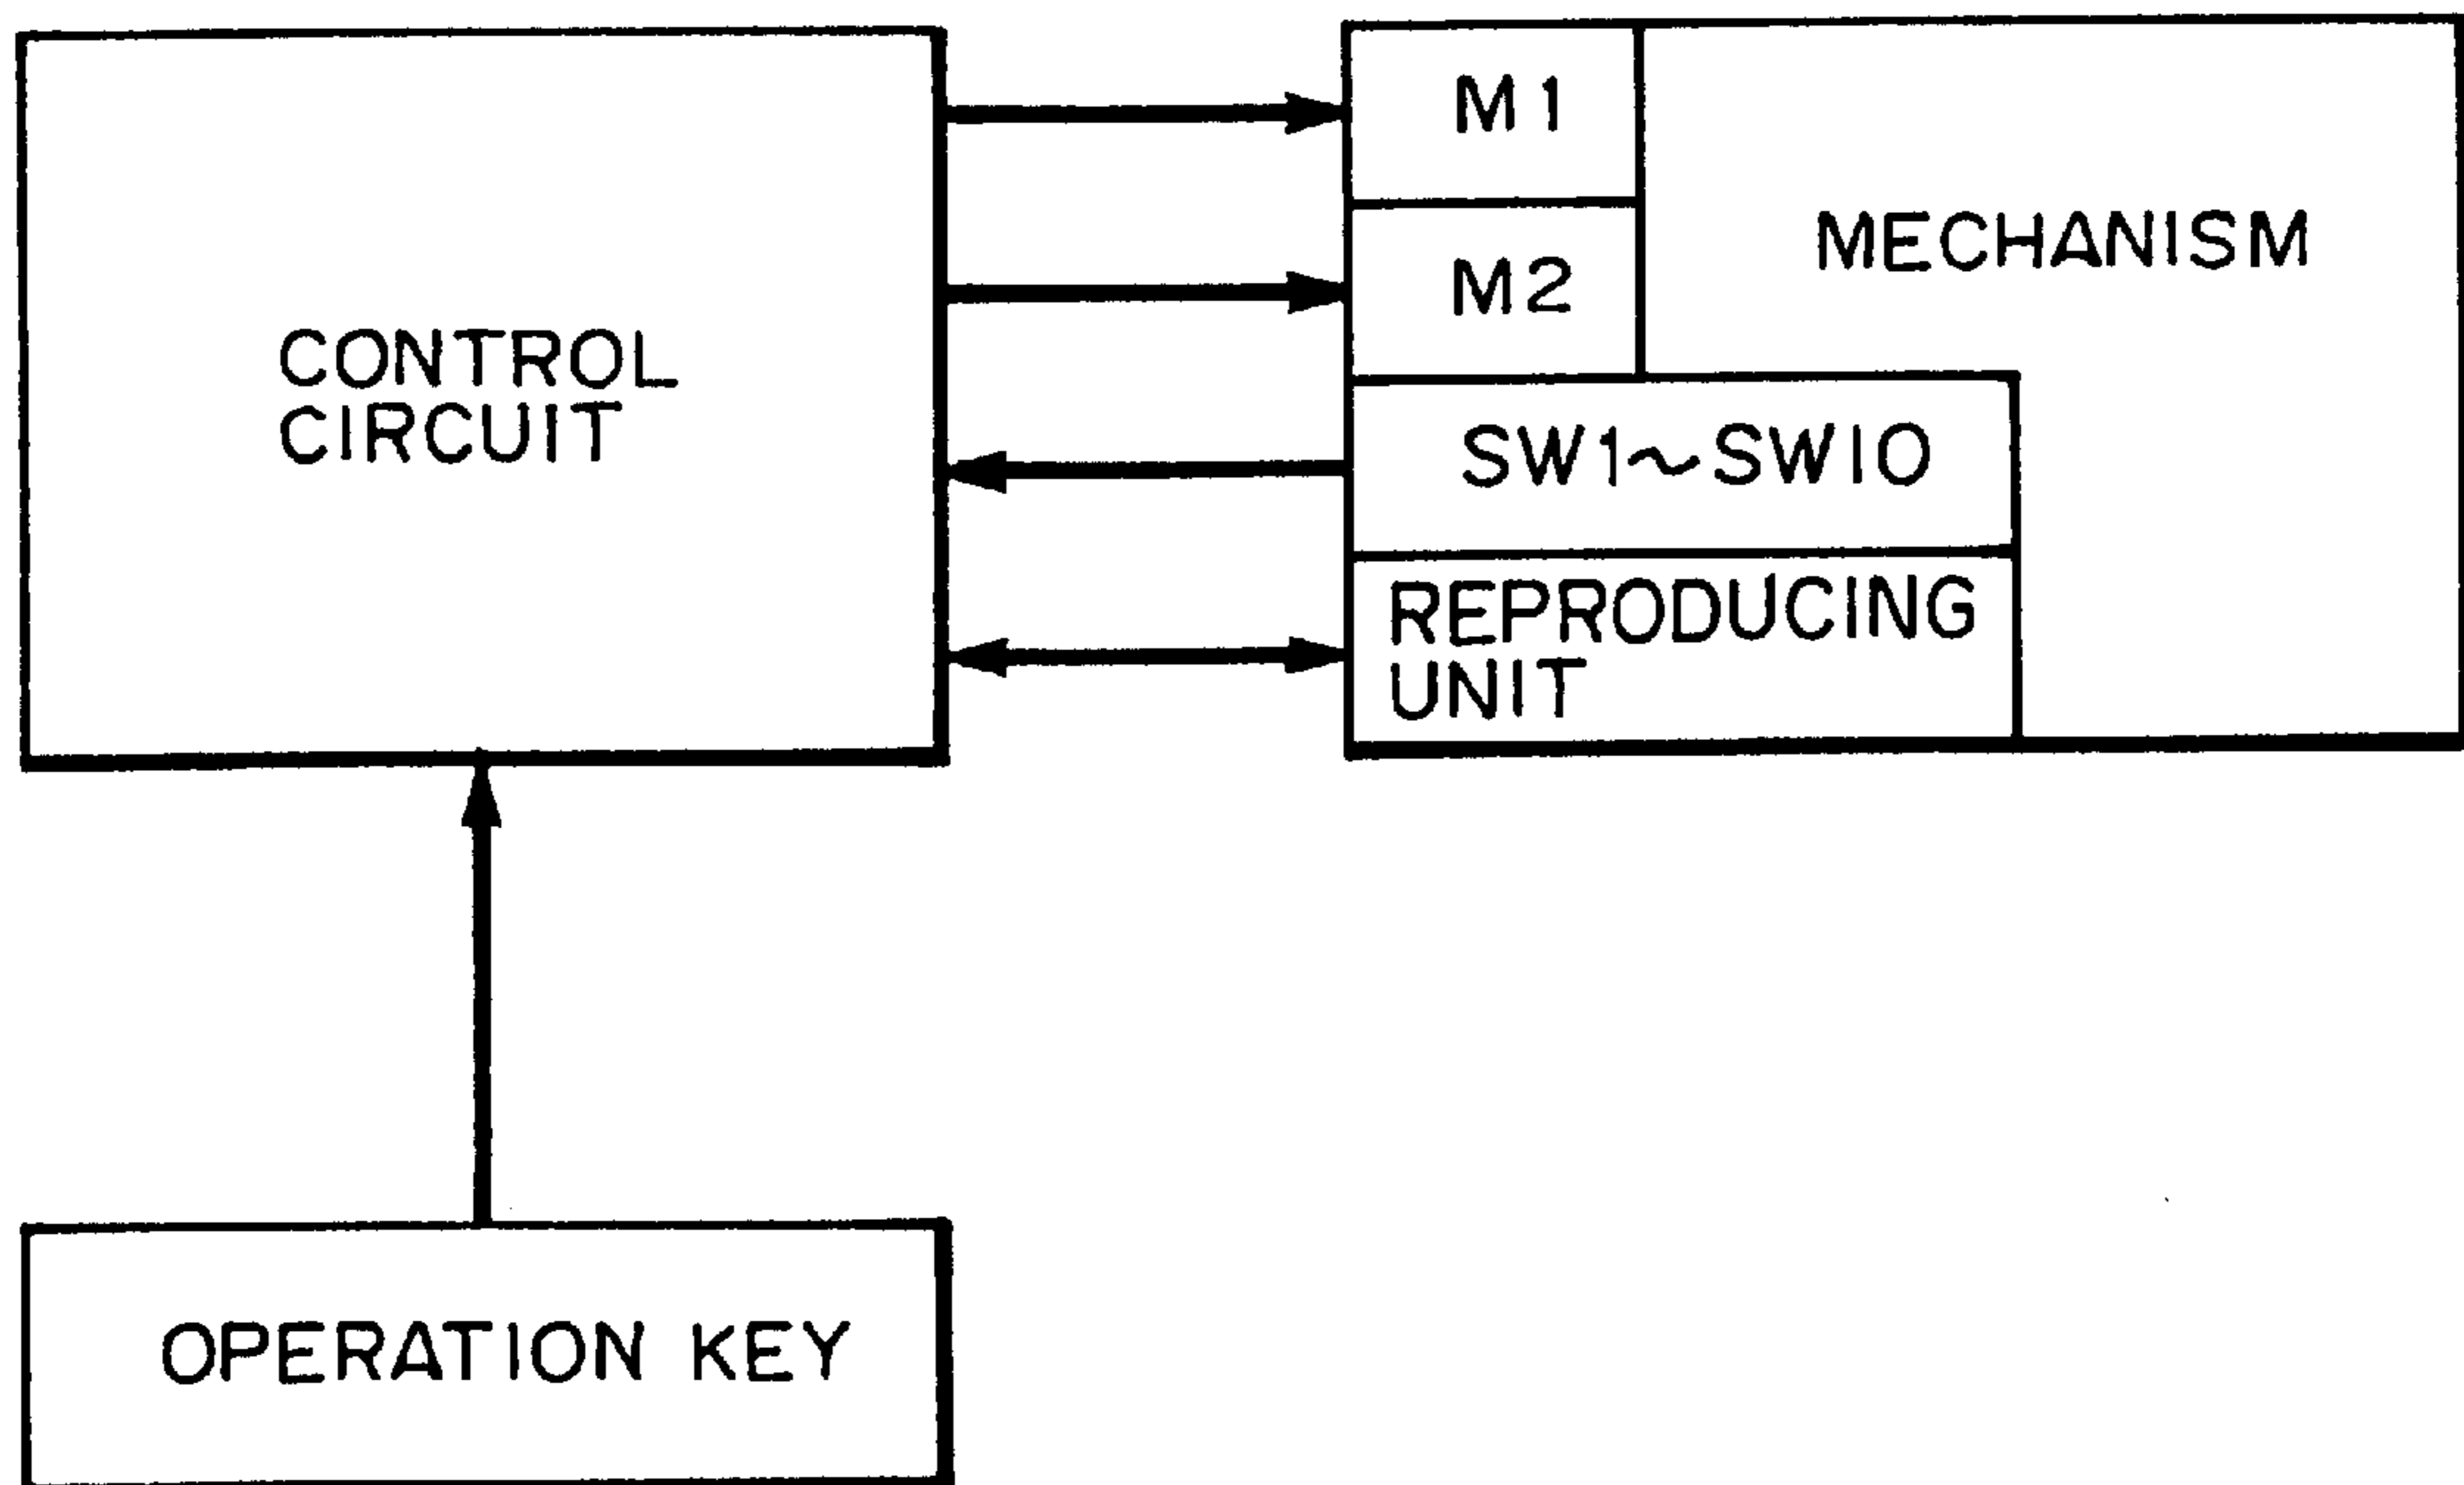 CONTROL
CIRCUIT
M1
M2
MECHANISM
SW1~SW10
REPRODUCING
UNIT
OPERATION KEY